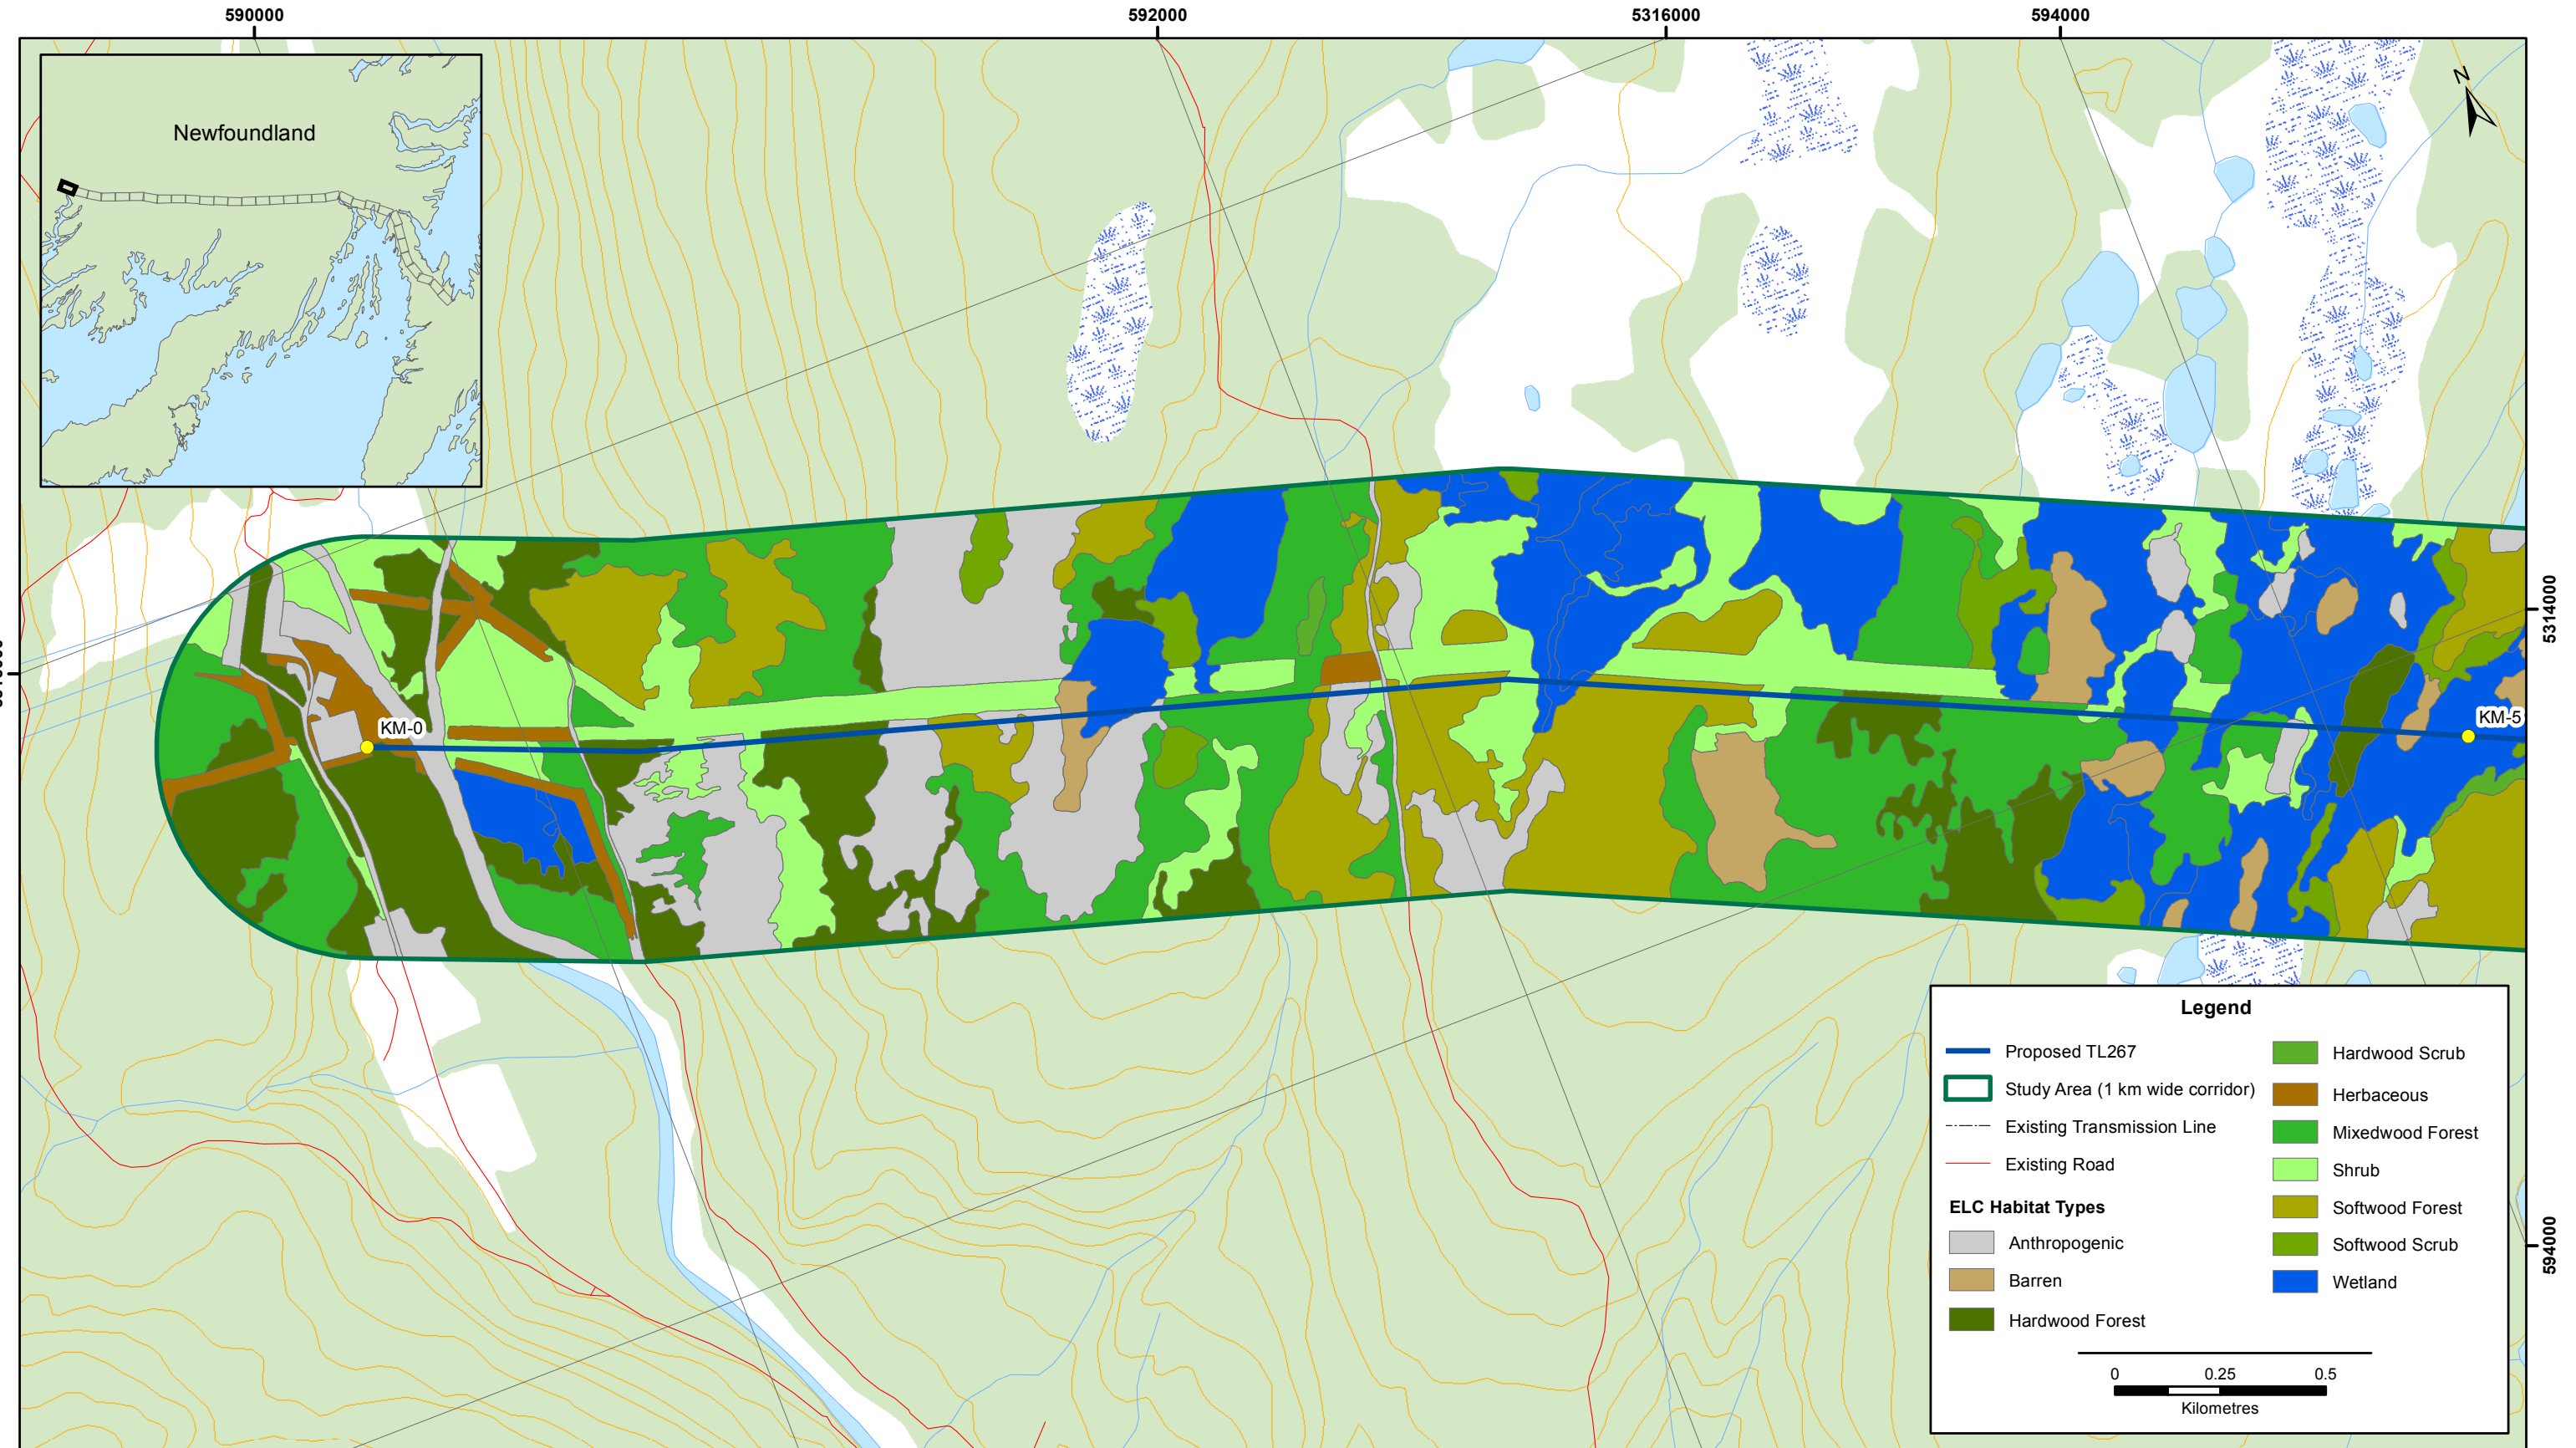 590000
592000
5316000
594000
N
Newfoundland
5314000
KM-0
KM-5
594000
Legend
Proposed TL267
Study Area (1 km wide corridor)
Existing Transmission Line
Existing Road
ELC Habitat Types
Anthropogenic
Barren
Hardwood Forest
Hardwood Scrub
Herbaceous
Mixedwood Forest
Shrub
Softwood Forest
Softwood Scrub
Wetland
0 0.25 0.5
Kilometres